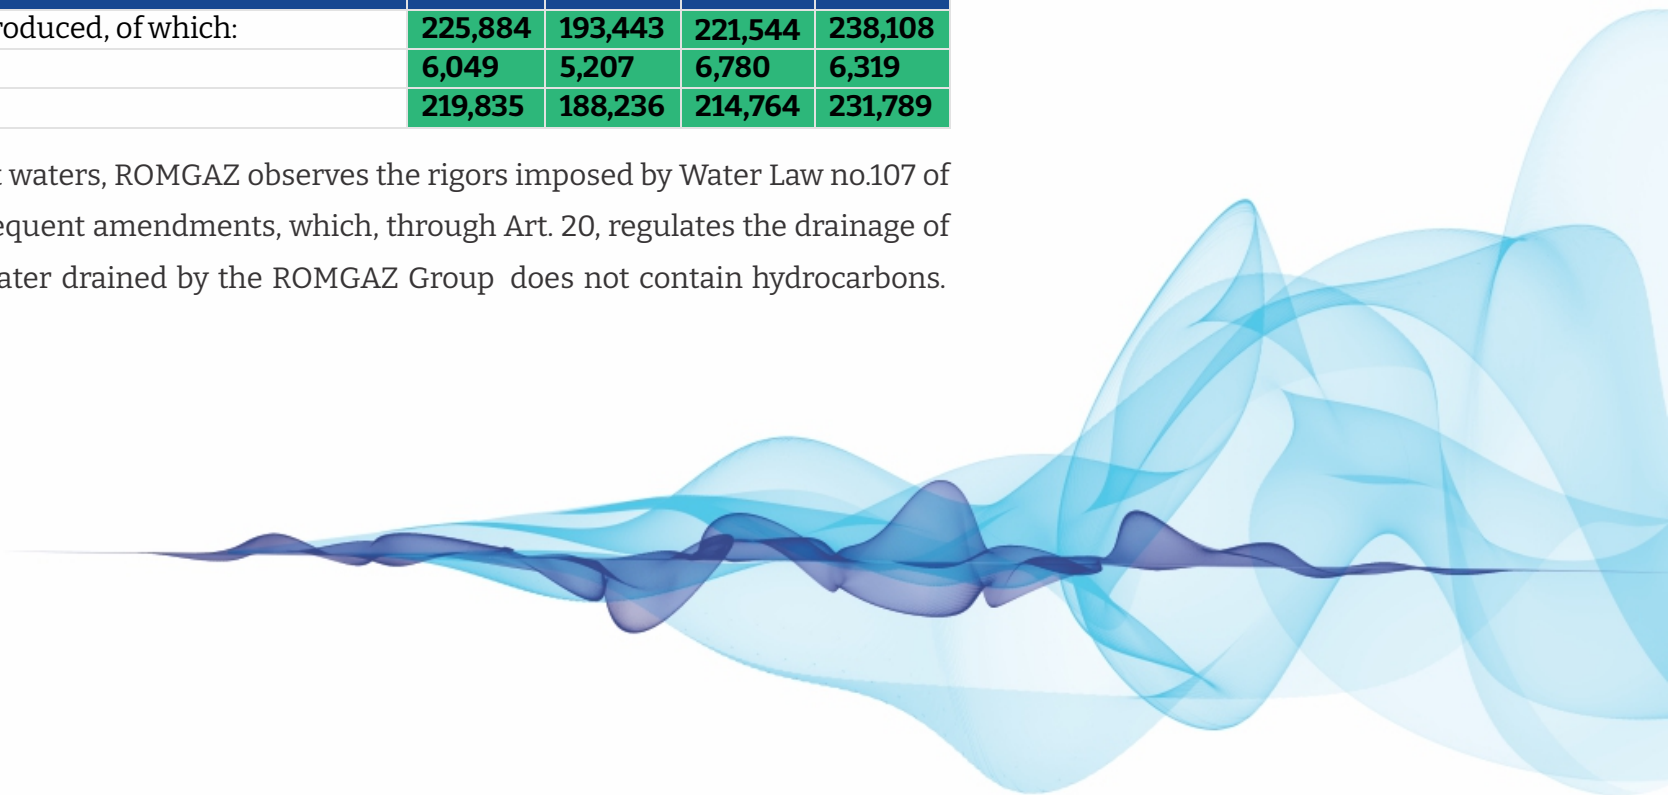 roduced, of which: 225,884 193,443 221,544 238,108
6,049 5,207 6,780 6,319
219,835 188,236 214,764 231,789
waters, ROMGAZ observes the rigors imposed by Water Law no.107 of
equent amendments, which, through Art. 20, regulates the drainage of
ater drained by the ROMGAZ Group does not contain hydrocarbons.